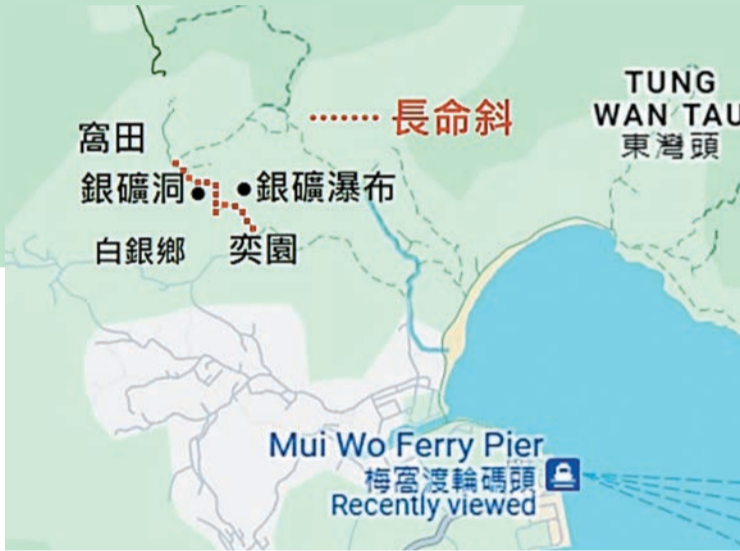 TUNG
WAN TAU
東灣頭
長命斜
窩田
銀礦洞
銀礦瀑布
白銀鄉
奕園
Mui Wo Ferry Pier
梅窩渡輪碼頭
Recently viewed